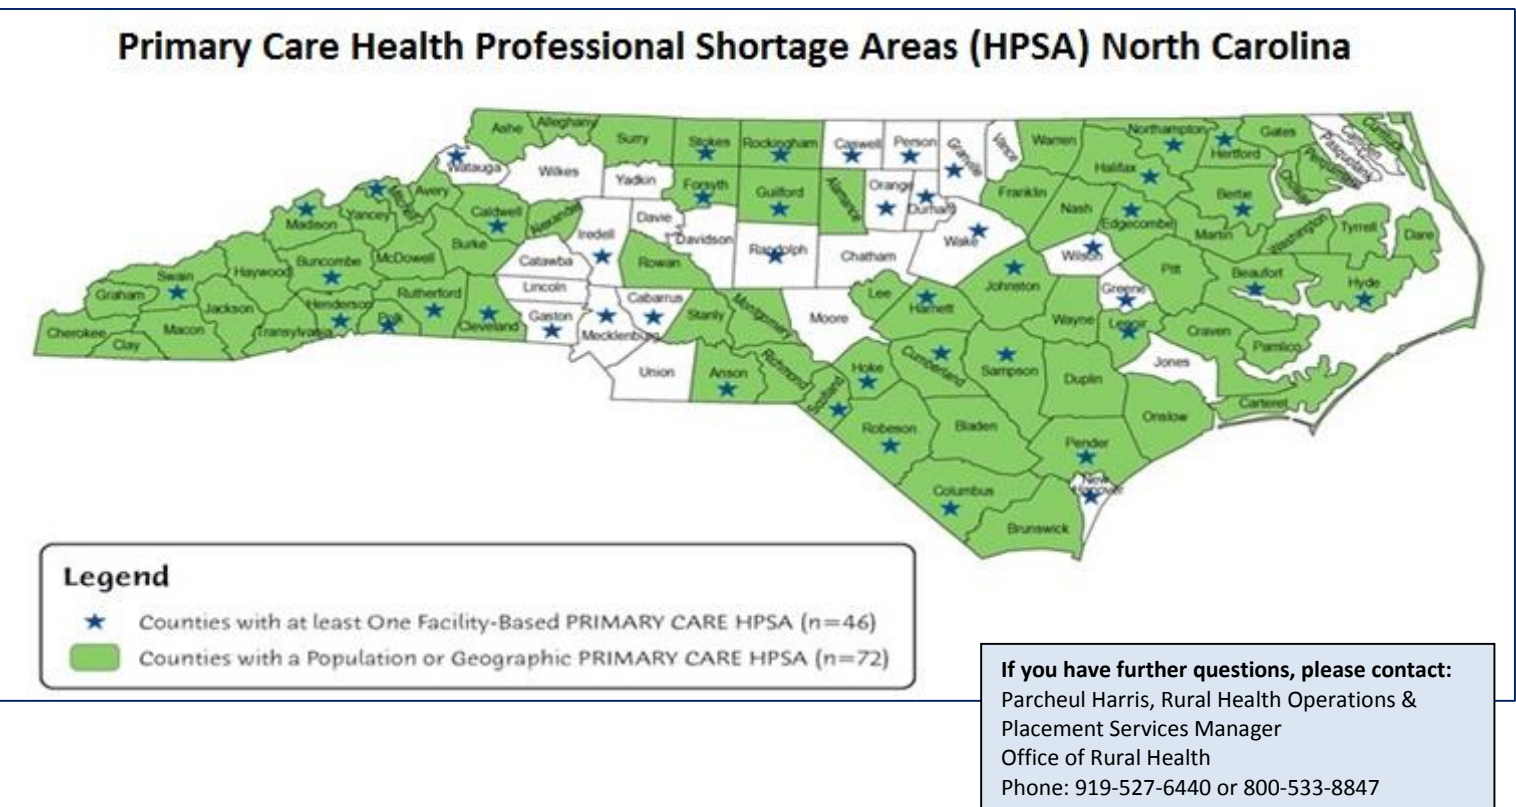 Primary Care Health Professional Shortage Areas (HPSA) North Carolina
Ashe
Alleghany
Surry
Stokes
Rockingham
Caswell
Person
Granville
Vance
Warren
Northampton
Hertford
Gates
Camden
Currituck
Pasquotank
Perquimans
Chowan
Watauga
Wilkes
Yadkin
Forsyth
Guilford
Alamance
Orange
Durham
Franklin
Halifax
Bertie
Nash
Edgecombe
Martin
Washington
Tyrrell
Dare
Avery
Mitchell
Yancey
Madison
Caldwell
Alexander
Iredell
Davie
Davidson
Randolph
Chatham
Wake
Wilson
Pitt
Beaufort
Hyde
Burke
McDowell
Buncombe
Haywood
Swain
Graham
Jackson
Catawba
Rowan
Lincoln
Rutherford
Henderson
Polk
Cleveland
Gaston
Cabarrus
Mecklenburg
Stanly
Montgomery
Moore
Lee
Harnett
Johnston
Wayne
Greene
Lenoir
Craven
Pamlico
Jones
Cherokee
Macon
Clay
Transylvania
Union
Anson
Richmond
Scotland
Hoke
Cumberland
Sampson
Duplin
Onslow
Carteret
Robeson
Bladen
Pender
New
Hanover
Columbus
Brunswick
Legend
Counties with at least One Facility-Based PRIMARY CARE HPSA (n=46)
Counties with a Population or Geographic PRIMARY CARE HPSA (n=72)
If you have further questions, please contact:
Parcheul Harris, Rural Health Operations &
Placement Services Manager
Office of Rural Health
Phone: 919-527-6440 or 800-533-8847